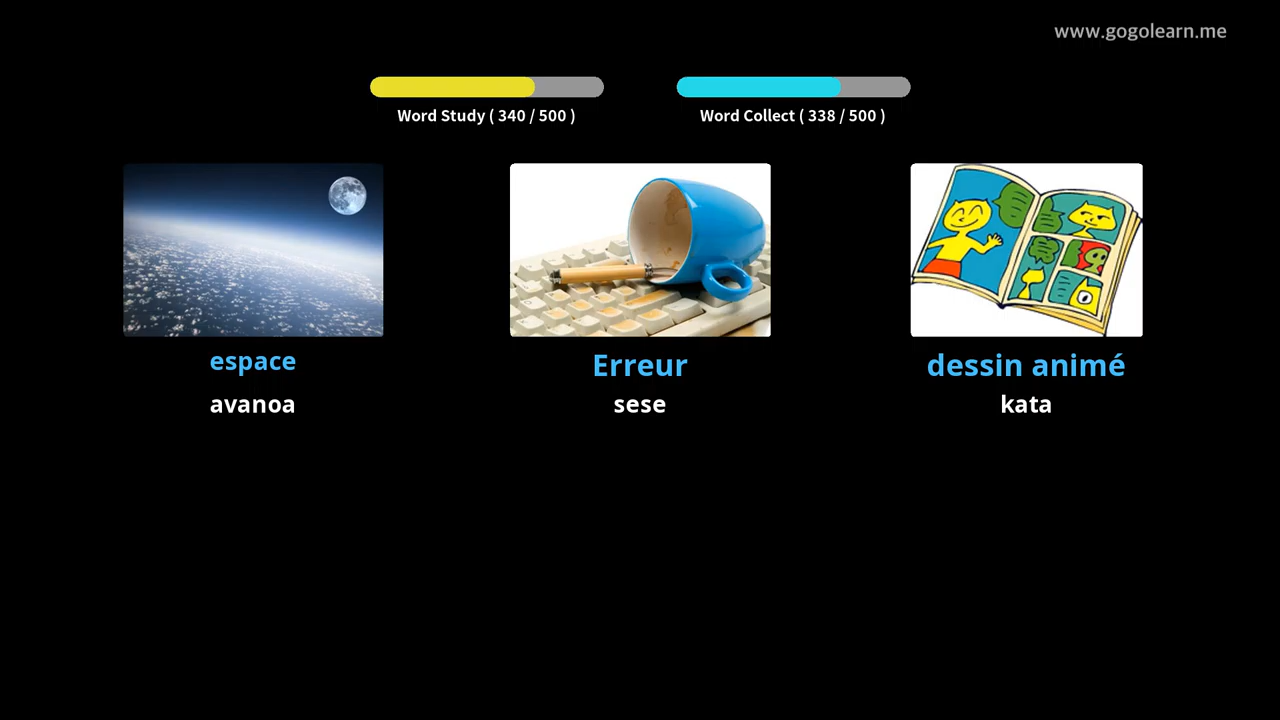 www.gogolearn.me
Word Study ( 340 / 500 )
Word Collect ( 338 / 500 )
espace
Erreur
dessin animé
avanoa
sese
kata